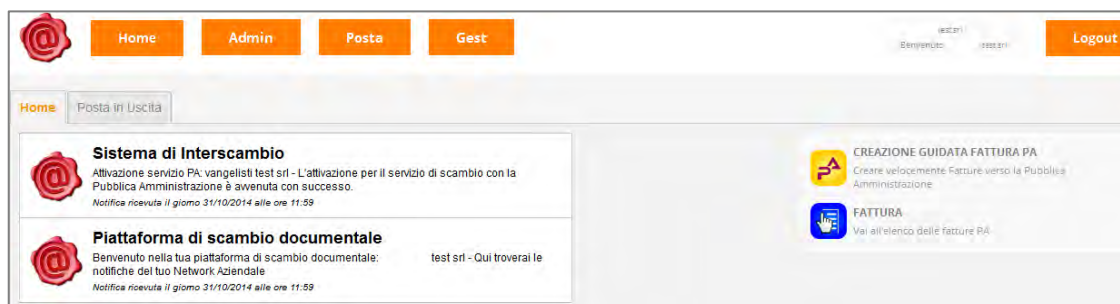 Home
Admin
Posta
Gest
test srl
Benvenuto test srl
Logout
Home
Posta in Uscita
Sistema di Interscambio
Attivazione servizio PA: vangelisti test srl - L'attivazione per il servizio di scambio con la
Pubblica Amministrazione è avvenuta con successo.
Notifica ricevuta il giorno 31/10/2014 alle ore 11:59
Piattaforma di scambio documentale
Benvenuto nella tua piattaforma di scambio documentale: test srl - Qui troverai le
notifiche del tuo Network Aziendale
Notifica ricevuta il giorno 31/10/2014 alle ore 11:59
CREAZIONE GUIDATA FATTURA PA
Creare velocemente Fatture verso la Pubblica
Amministrazione
FATTURA
Vai all'elenco delle fatture PA